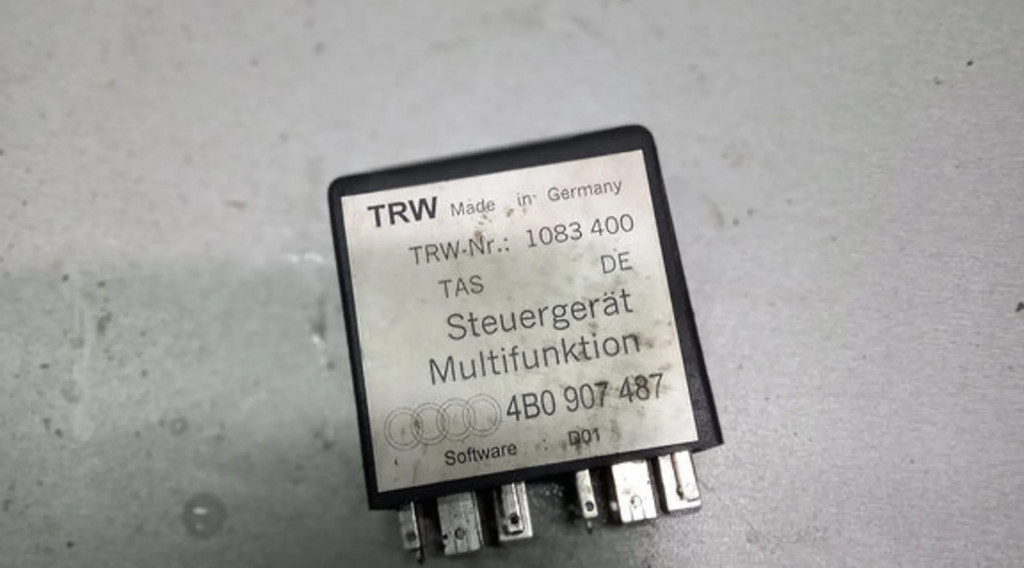 TRW Made in Germany
TRW-Nr.: 1083 400
TAS DE
Steuergerät
Multifunktion
4B0 907 487
Software : D01